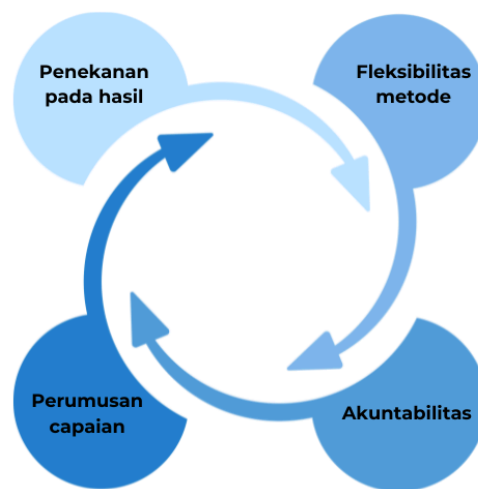 Penekanan
pada hasil
Fleksibilitas
metode
Perumusan
capaian
Akuntabilitas